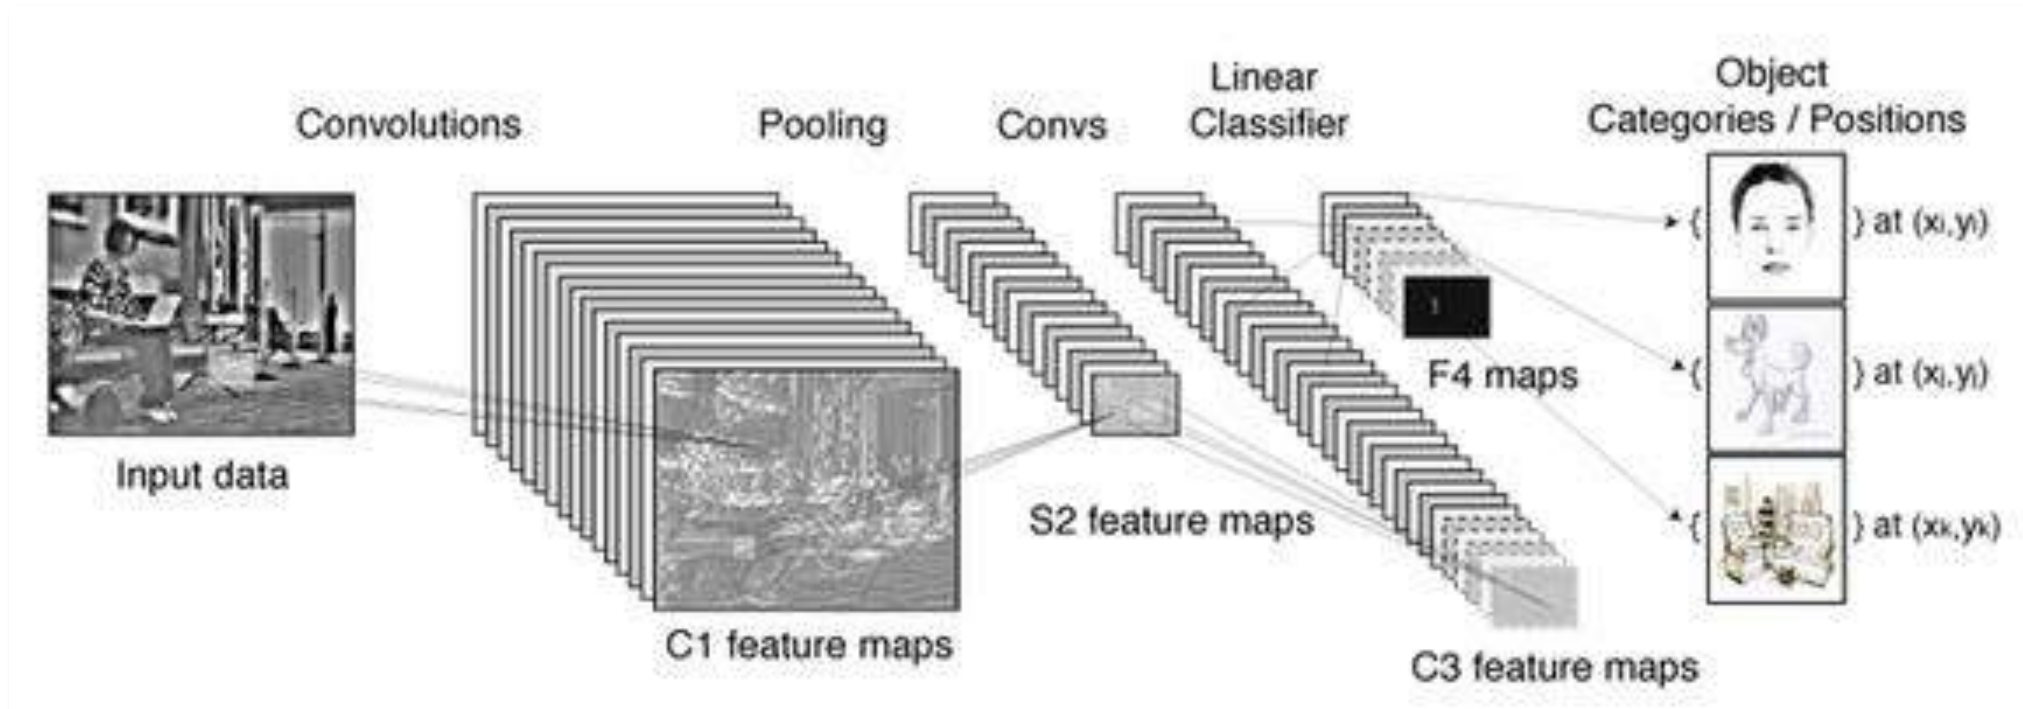 Convolutions
Pooling
Convs
Linear
Classifier
Object
Categories / Positions
{ } at (xi,yi)
{ } at (xj,yj)
{ } at (xk,yk)
Input data
F4 maps
S2 feature maps
C1 feature maps
C3 feature maps